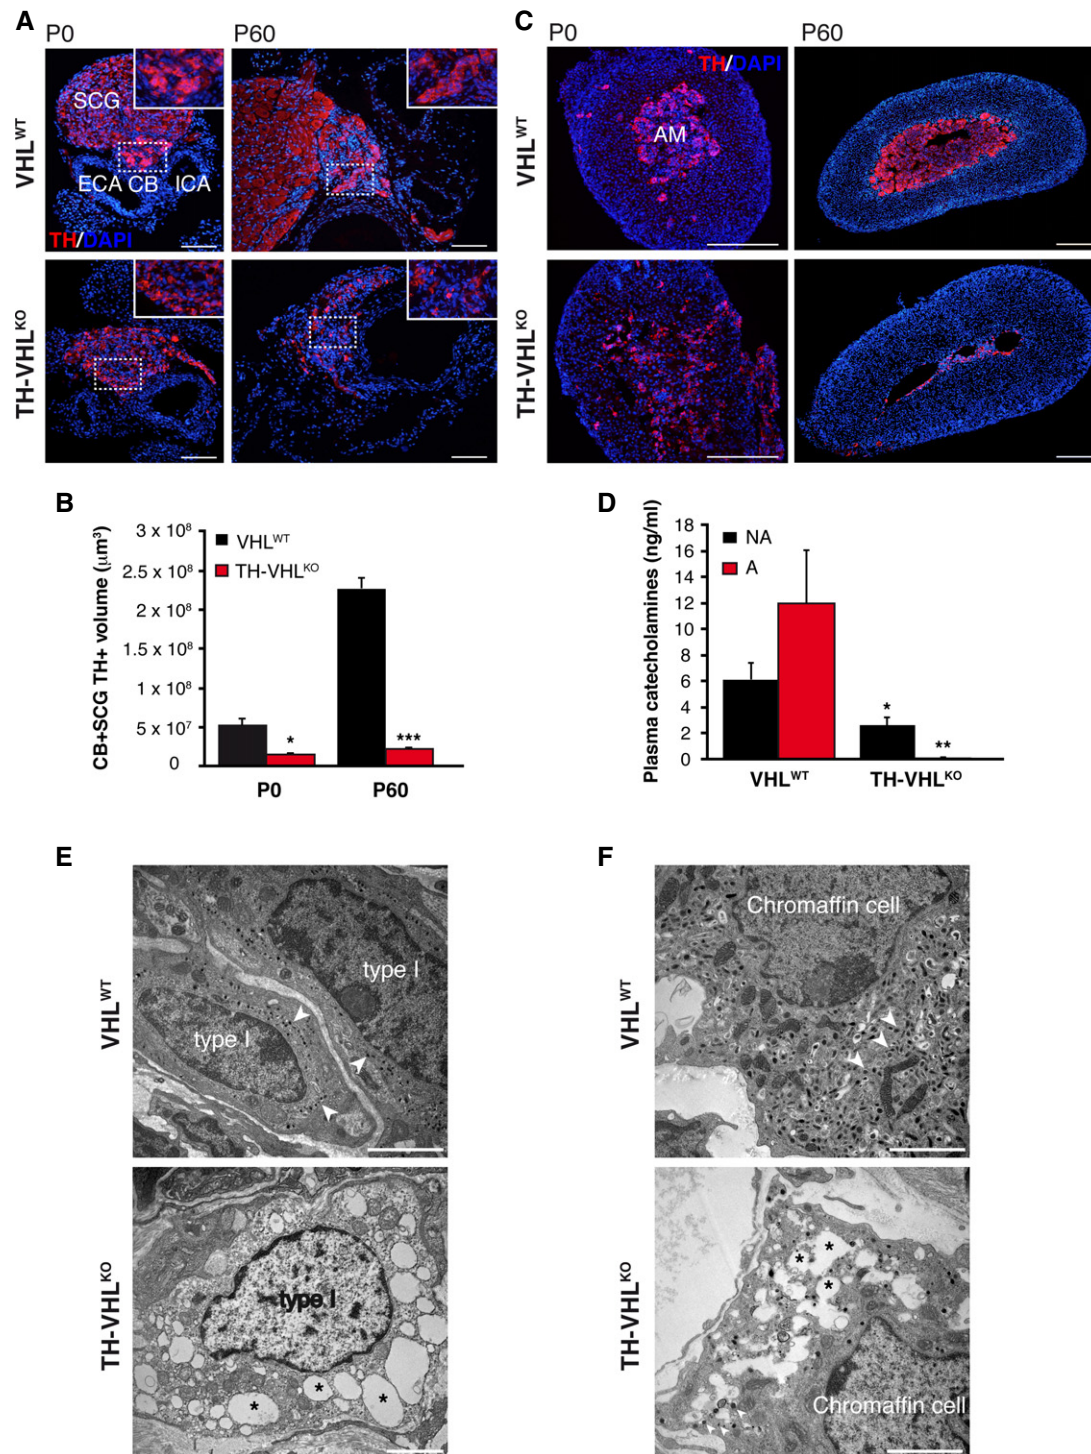 A
P0
P60
VHL^WT
SCG
ECA CB ICA
TH/DAPI
TH-VHL^KO
C
P0
P60
VHL^WT
TH/DAPI
AM
TH-VHL^KO
B
CB+SCG TH+ volume (µm³)
3 x 10⁸
2.5 x 10⁸
2 x 10⁸
1.5 x 10⁸
1 x 10⁸
5 x 10⁷
0
VHL^WT
TH-VHL^KO
*
***
P0
P60
D
Plasma catecholamines (ng/ml)
18
16
14
12
10
8
6
4
2
0
NA
A
*
**
VHL^WT
TH-VHL^KO
E
VHL^WT
type I
type I
TH-VHL^KO
type I
* * *
F
VHL^WT
Chromaffin cell
TH-VHL^KO
* * *
Chromaffin cell